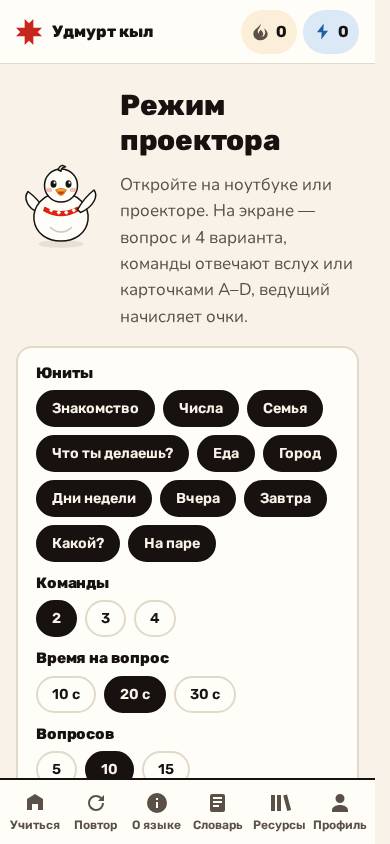 Удмурт кыл
0
0
Режим
проектора
Откройте на ноутбуке или
проекторе. На экране —
вопрос и 4 варианта,
команды отвечают вслух или
карточками A–D, ведущий
начисляет очки.
Юниты
Знакомство Числа Семья
Что ты делаешь? Еда Город
Дни недели Вчера Завтра
Какой? На паре
Команды
2 3 4
Время на вопрос
10 с 20 с 30 с
Вопросов
5 10 15
Учиться Повтор О языке Словарь Ресурсы Профиль